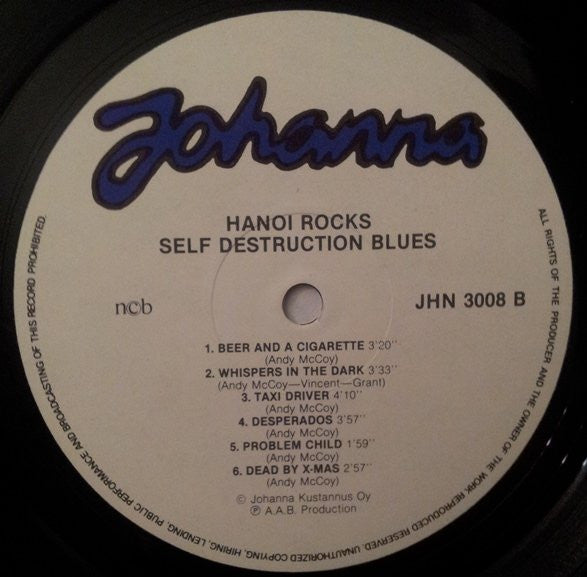 Johanna
HANOI ROCKS
SELF DESTRUCTION BLUES
ncb
JHN 3008 B
1. BEER AND A CIGARETTE 3'20''
(Andy McCoy)
2. WHISPERS IN THE DARK 3'33''
(Andy McCoy—Vincent—Grant)
3. TAXI DRIVER 4'10''
(Andy McCoy)
4. DESPERADOS 3'57''
(Andy McCoy)
5. PROBLEM CHILD 1'59''
(Andy McCoy)
6. DEAD BY X-MAS 2'57''
(Andy McCoy)
© Johanna Kustannus Oy
℗ A.A.B. Production
ALL RIGHTS OF THE PRODUCER AND THE OWNER OF THE WORK REPRODUCED RESERVED. UNAUTHORIZED COPYING, HIRING, LENDING, PUBLIC PERFORMANCE AND BROADCASTING OF THIS RECORD PROHIBITED.